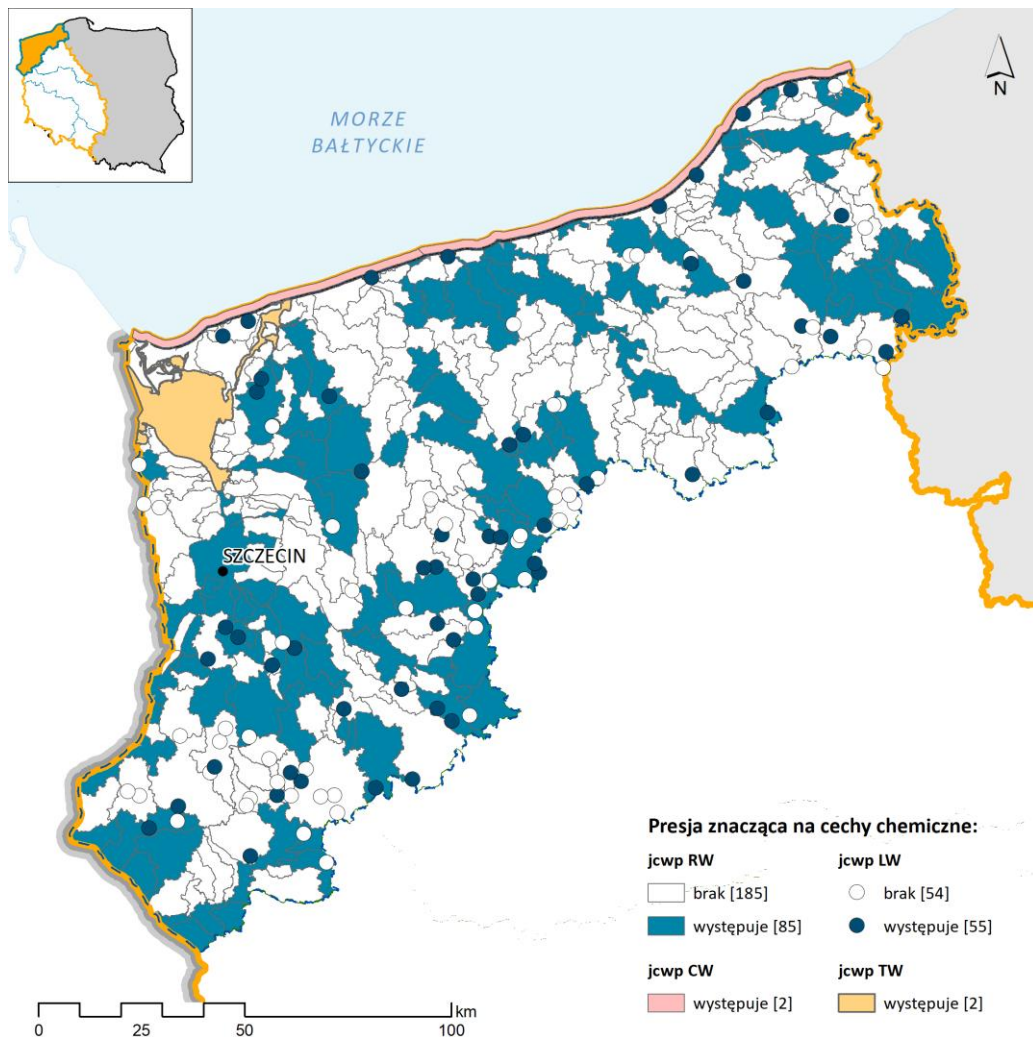 MORZE
BAŁTYCKIE
N
SZCZECIN
Presja znacząca na cechy chemiczne:
jcwp RW
brak [185]
występuje [85]
jcwp LW
brak [54]
występuje [55]
jcwp CW
występuje [2]
jcwp TW
występuje [2]
km
0 25 50 100